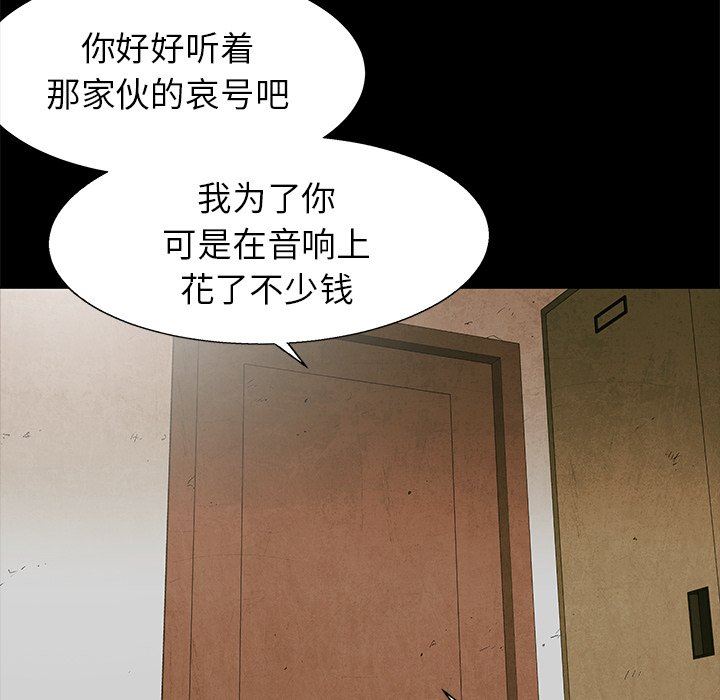 你好好听着
那家伙的哀号吧
我为了你
可是在音响上
花了不少钱